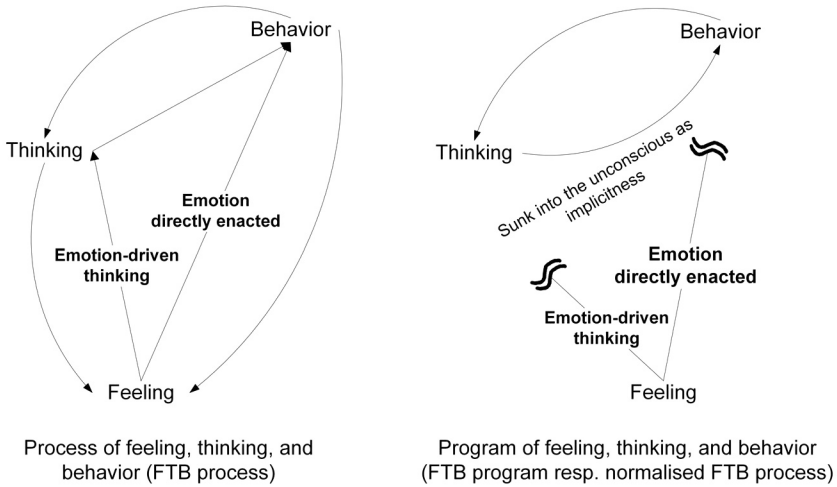 Behavior
Thinking
Emotion
directly enacted
Emotion-driven
thinking
Feeling
Process of feeling, thinking, and
behavior (FTB process)
Behavior
Thinking
Sunk into the unconscious as
implicitness
Emotion
directly enacted
Emotion-driven
thinking
Feeling
Program of feeling, thinking, and behavior
(FTB program resp. normalised FTB process)